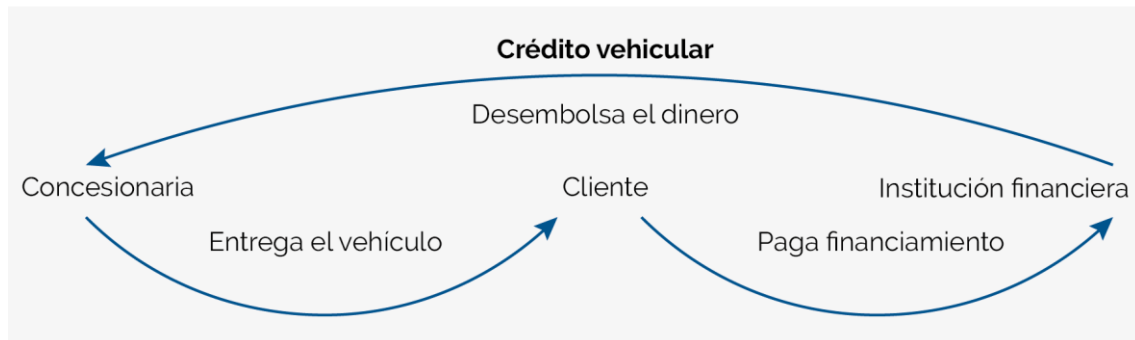 Crédito vehicular
Desembolsa el dinero
Concesionaria
Cliente
Institución financiera
Entrega el vehículo
Paga financiamiento